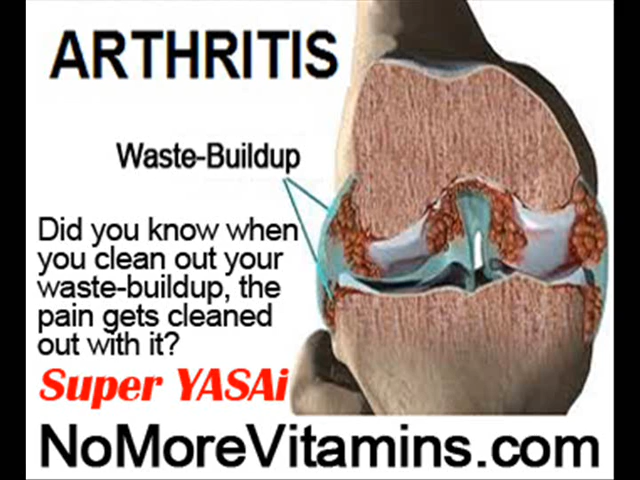 ARTHRITIS
Waste-Buildup
Did you know when
you clean out your
waste-buildup, the
pain gets cleaned
out with it?
Super YASAi
NoMoreVitamins.com